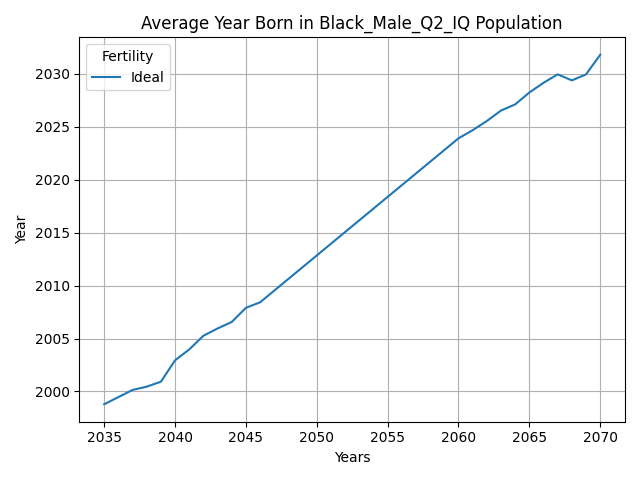 Average Year Born in Black_Male_Q2_IQ Population
Fertility
Ideal
2030
2025
2020
2015
2010
2005
2000
Year
2035 2040 2045 2050 2055 2060 2065 2070
Years